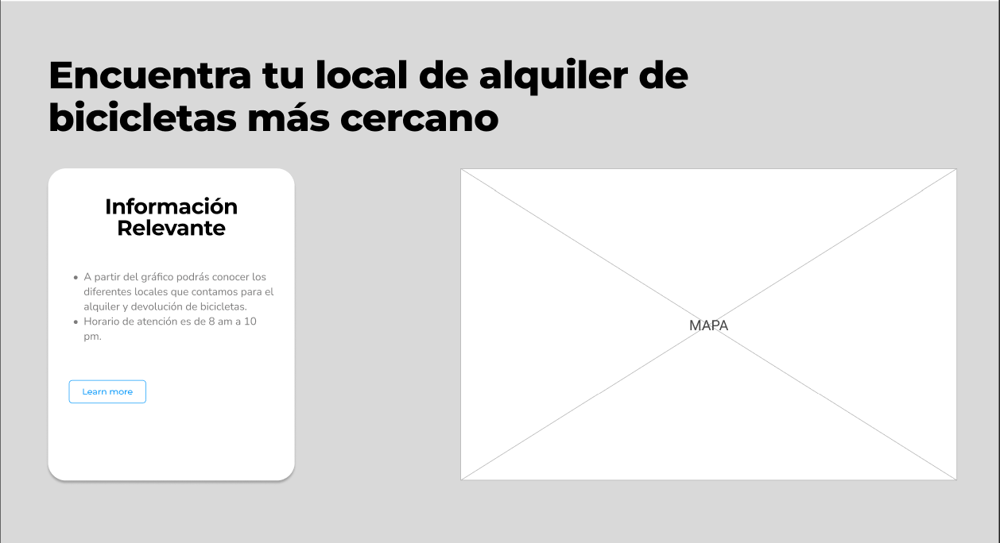 Encuentra tu local de alquiler de
bicicletas más cercano
Información
Relevante
• A partir del gráfico podrás conocer los
diferentes locales que contamos para el
alquiler y devolución de bicicletas.
• Horario de atención es de 8 am a 10
pm.
Learn more
MAPA